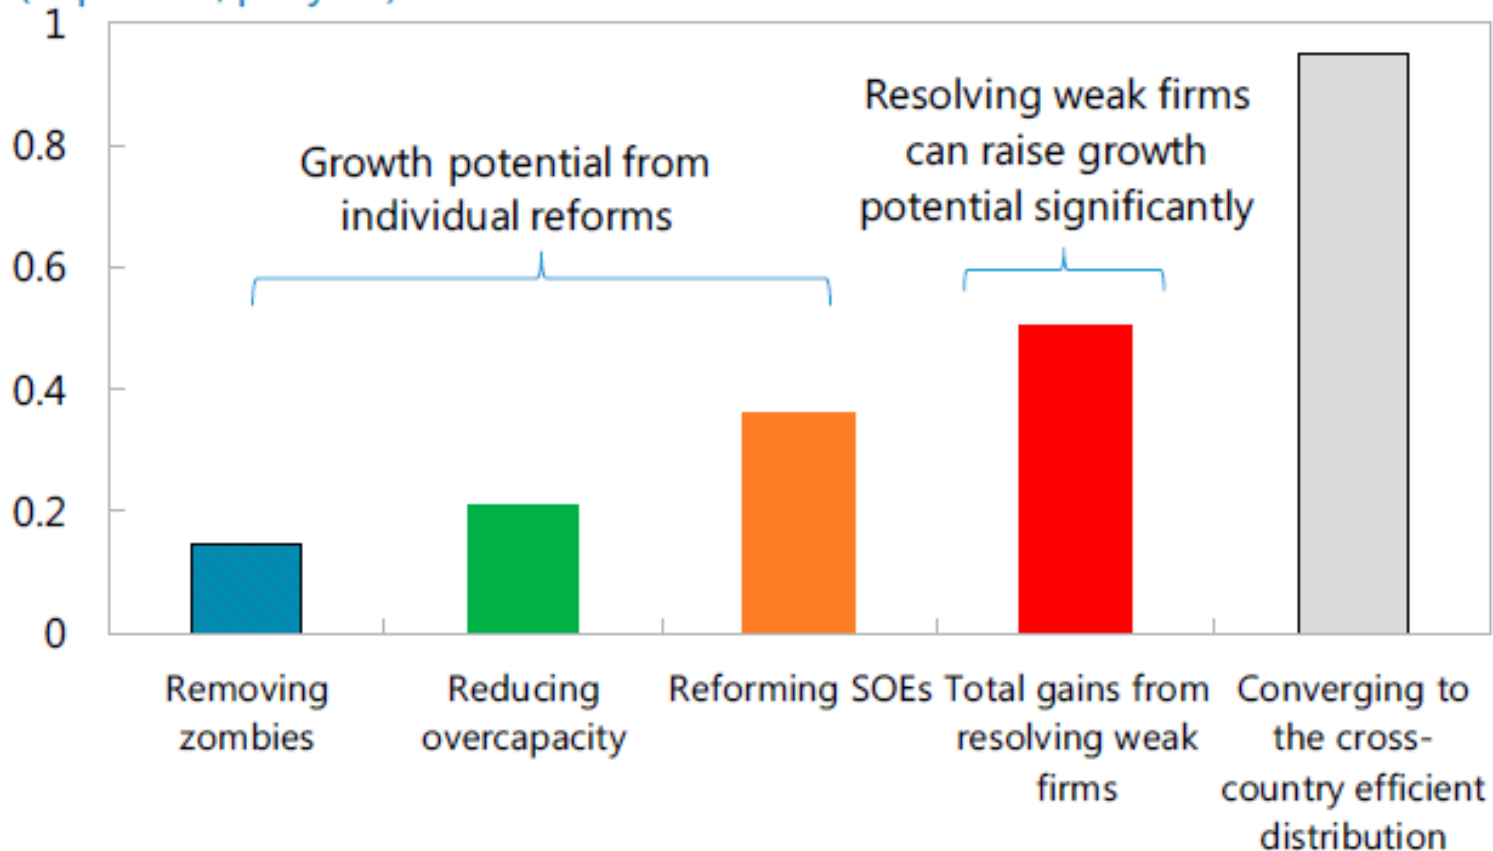 1
0.8
0.6
0.4
0.2
0
Growth potential from
individual reforms
Resolving weak firms
can raise growth
potential significantly
Removing
zombies
Reducing
overcapacity
Reforming SOEs
Total gains from
resolving weak
firms
Converging to
the cross-
country efficient
distribution